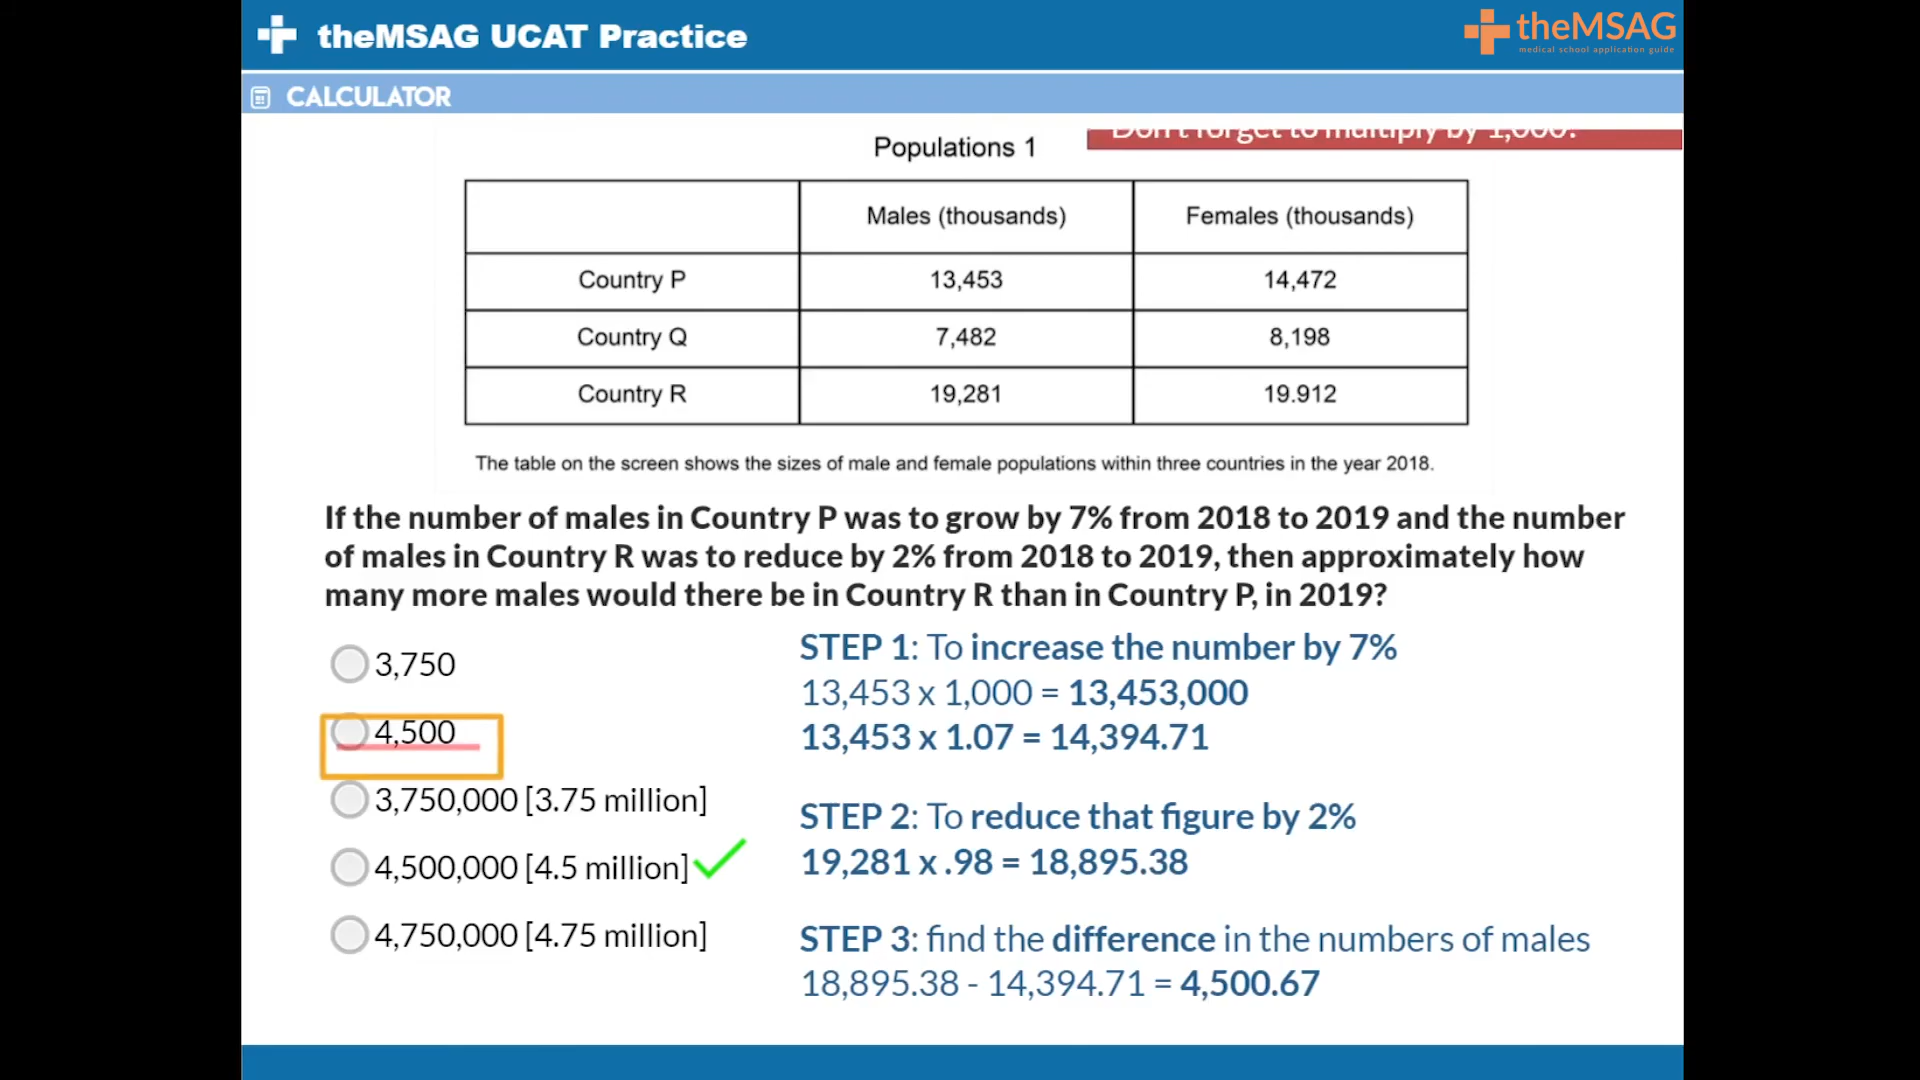 theMSAG UCAT Practice
theMSAG
medical school application guide
CALCULATOR
Don't forget to multiply by 1,000!
Populations 1
Males (thousands) Females (thousands)
Country P 13,453 14,472
Country Q 7,482 8,198
Country R 19,281 19.912
The table on the screen shows the sizes of male and female populations within three countries in the year 2018.
If the number of males in Country P was to grow by 7% from 2018 to 2019 and the number
of males in Country R was to reduce by 2% from 2018 to 2019, then approximately how
many more males would there be in Country R than in Country P, in 2019?
3,750
4,500
3,750,000 [3.75 million]
4,500,000 [4.5 million]
4,750,000 [4.75 million]
STEP 1: To increase the number by 7%
13,453 x 1,000 = 13,453,000
13,453 x 1.07 = 14,394.71
STEP 2: To reduce that figure by 2%
19,281 x .98 = 18,895.38
STEP 3: find the difference in the numbers of males
18,895.38 - 14,394.71 = 4,500.67